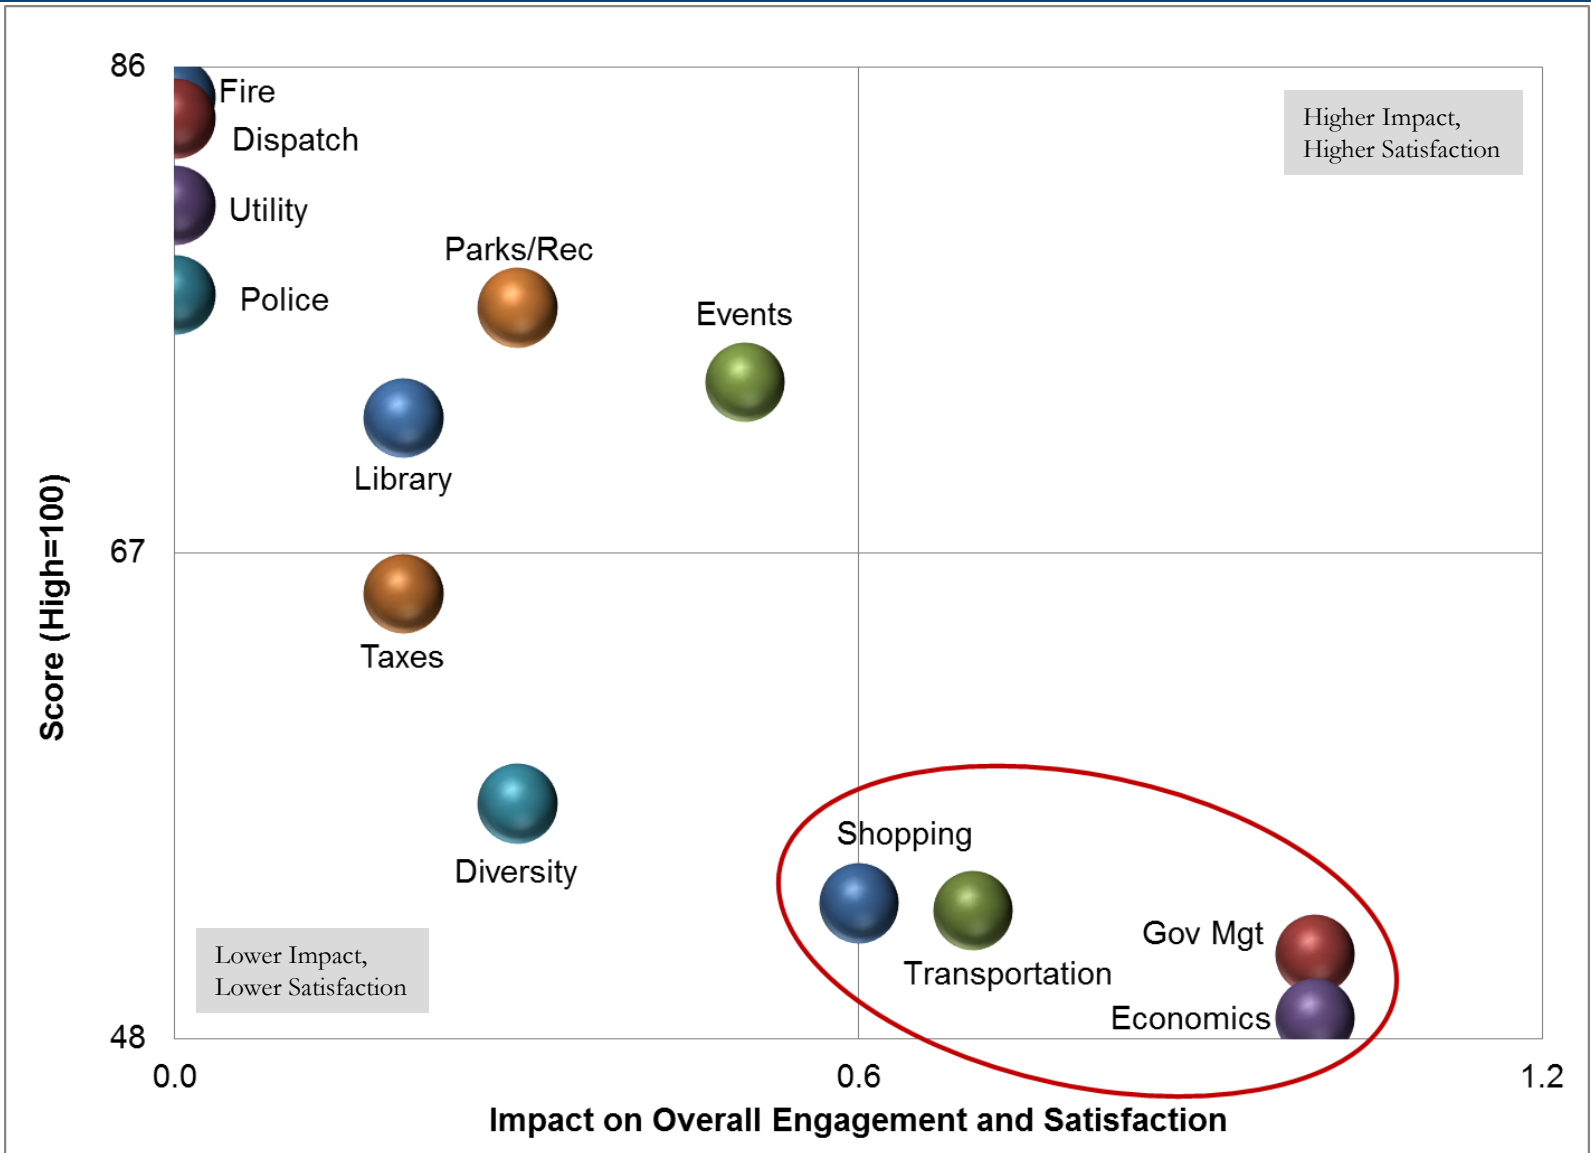 86
Fire
Higher Impact,
Higher Satisfaction
Dispatch
Utility
Parks/Rec
Police
Events
Library
Score (High=100)
67
Taxes
Shopping
Diversity
Gov Mgt
Lower Impact,
Lower Satisfaction
Transportation
Economics
48
0.0
0.6
1.2
Impact on Overall Engagement and Satisfaction